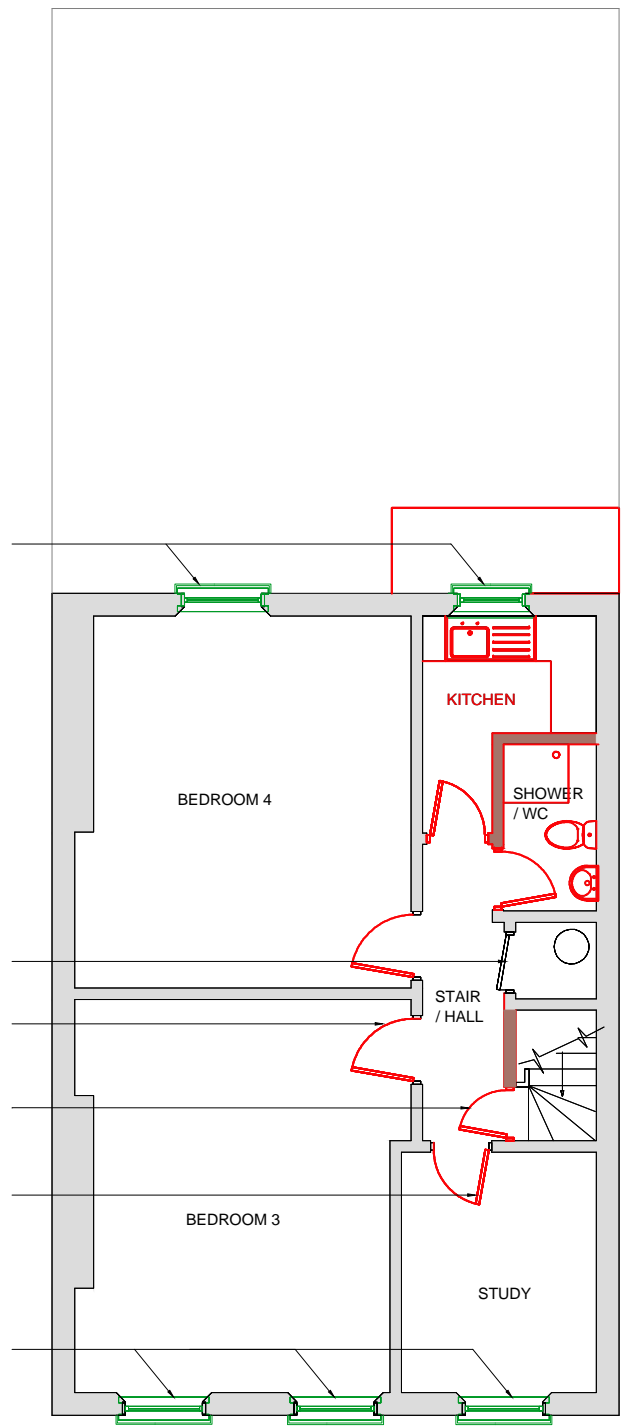 KITCHEN
BEDROOM 4
SHOWER
/ WC
STAIR
/ HALL
BEDROOM 3
STUDY